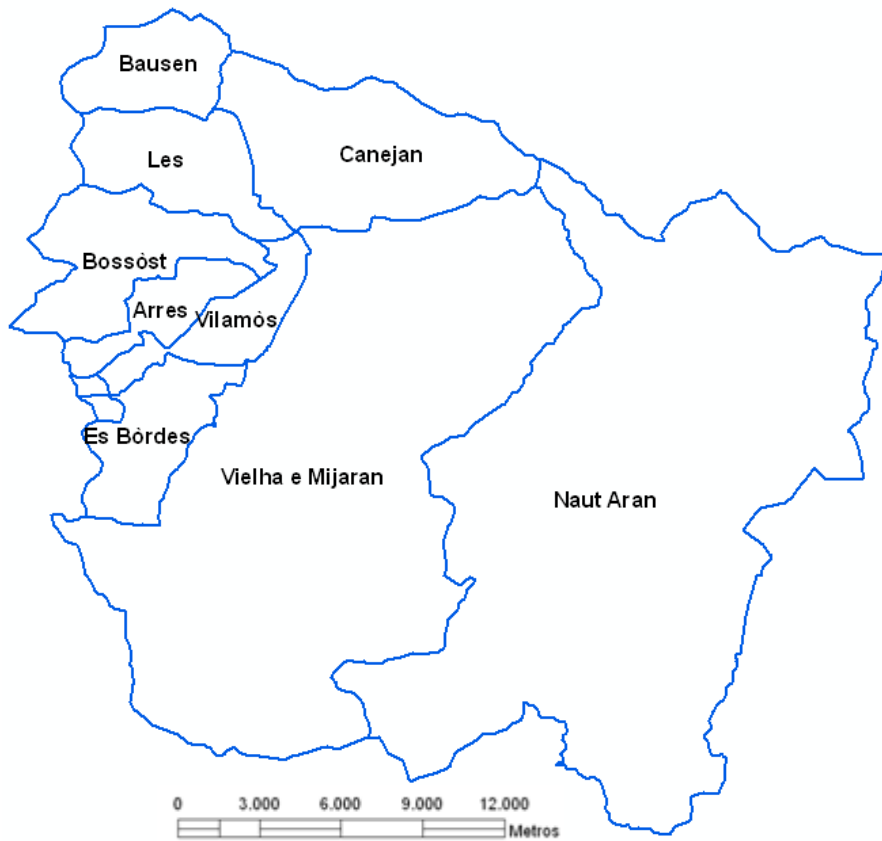 Bausen
Les
Canejan
Bossòst
Arres
Vilamòs
Es Bòrdes
Vielha e Mijaran
Naut Aran
0 3.000 6.000 9.000 12.000
Metros